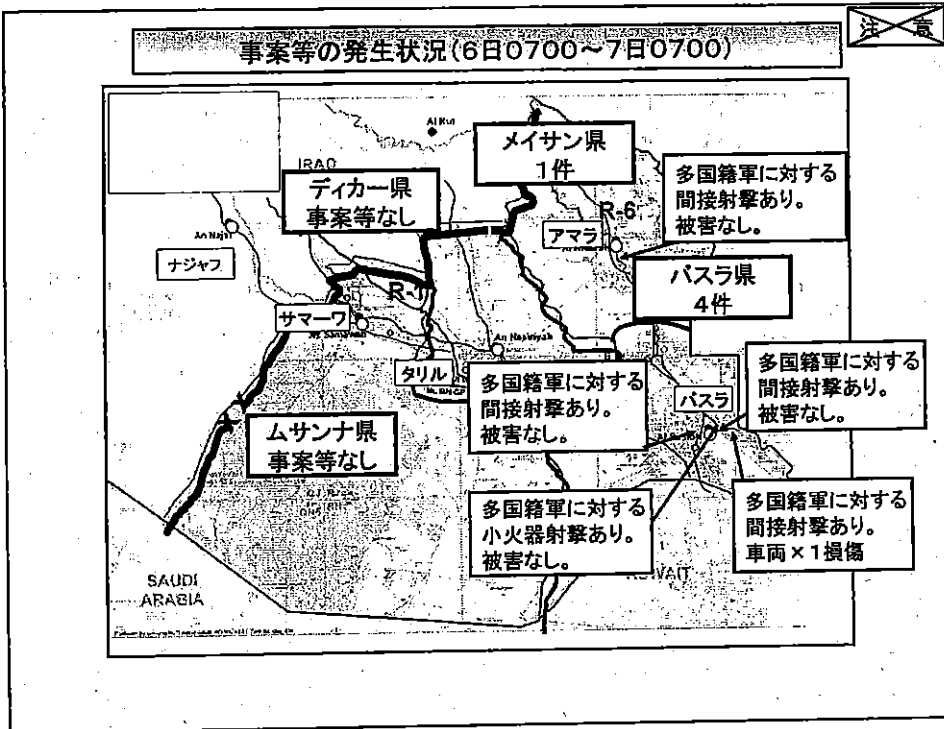 注意
事案等の発生状況(6日0700～7日0700)
Al Kut
メイサン県
1件
IRAQ
ディカー県
事案等なし
多国籍軍に対する
間接射撃あり。
被害なし。
R-6
アマラ
An Najaf
ナジャフ
バスラ県
4件
R-1
サマーワ
As Samawah
An Nasiriyah
タリル
多国籍軍に対する
間接射撃あり。
被害なし。
バスラ
多国籍軍に対する
間接射撃あり。
被害なし。
ムサンナ県
事案等なし
多国籍軍に対する
小火器射撃あり。
被害なし。
多国籍軍に対する
間接射撃あり。
車両×1損傷
SAUDI
ARABIA
KUWAIT